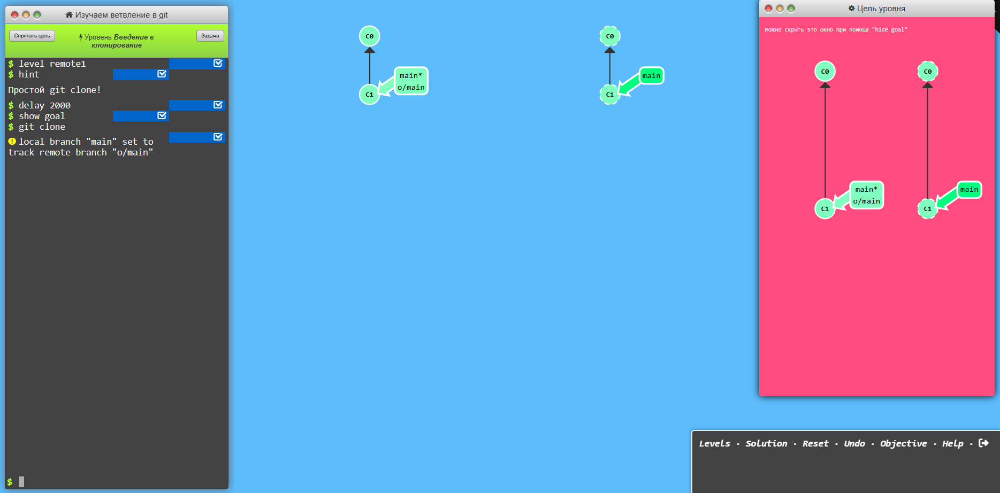 Изучаем ветвление в git
Спрятать цель
Уровень Введение в
клонирование
Задача
$ level remote1
$ hint
Простой git clone!
$ delay 2000
$ show goal
$ git clone
local branch "main" set to
track remote branch "o/main"
$
C0
C1
main*
o/main
C0
C1
main
Цель уровня
Можно скрыть это окно при помощи "hide goal"
C0
C1
main*
o/main
C0
C1
main
Levels · Solution · Reset · Undo · Objective · Help ·